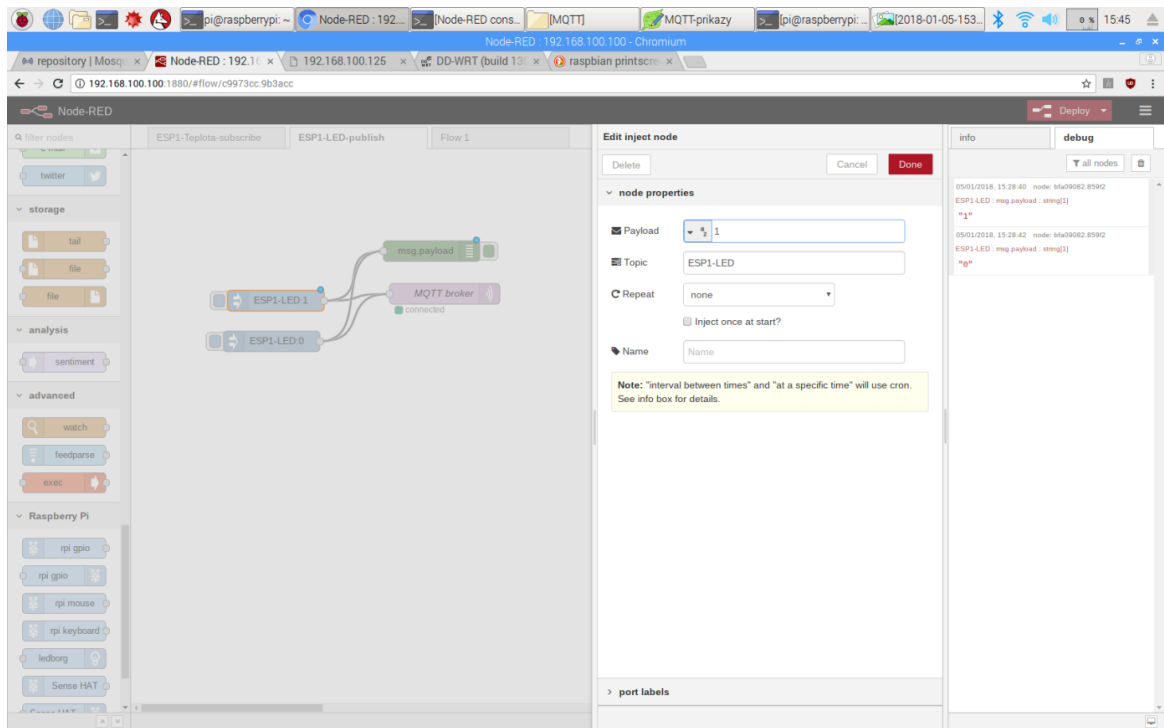 pi@raspberrypi: ~
Node-RED : 192...
[Node-RED cons...
[MQTT]
MQTT-prikazy
[pi@raspberrypi: ...
[2018-01-05-153...
0 %
15:45
Node-RED : 192.168.100.100 - Chromium
repository | Mosqu
Node-RED : 192.16
192.168.100.125
DD-WRT (build 13
raspbian printscre
192.168.100.100:1880/#flow/c9973cc.9b3acc
Node-RED
Deploy
filter nodes
twitter
storage
tail
file
file
analysis
sentiment
advanced
watch
feedparse
exec
Raspberry Pi
rpi gpio
rpi gpio
rpi mouse
rpi keyboard
ledborg
Sense HAT
Sense HAT
ESP1-Teplota-subscribe
ESP1-LED-publish
Flow 1
msg.payload
ESP1-LED:1
MQTT broker
connected
ESP1-LED:0
Edit inject node
Delete
Cancel
Done
node properties
Payload
1
Topic
ESP1-LED
Repeat
none
Inject once at start?
Name
Name
Note: "interval between times" and "at a specific time" will use cron.
See info box for details.
port labels
info
debug
all nodes
05/01/2018, 15:28:40 node: bfa09082.859f2
ESP1-LED : msg.payload : string[1]
"1"
05/01/2018, 15:28:42 node: bfa09082.859f2
ESP1-LED : msg.payload : string[1]
"0"